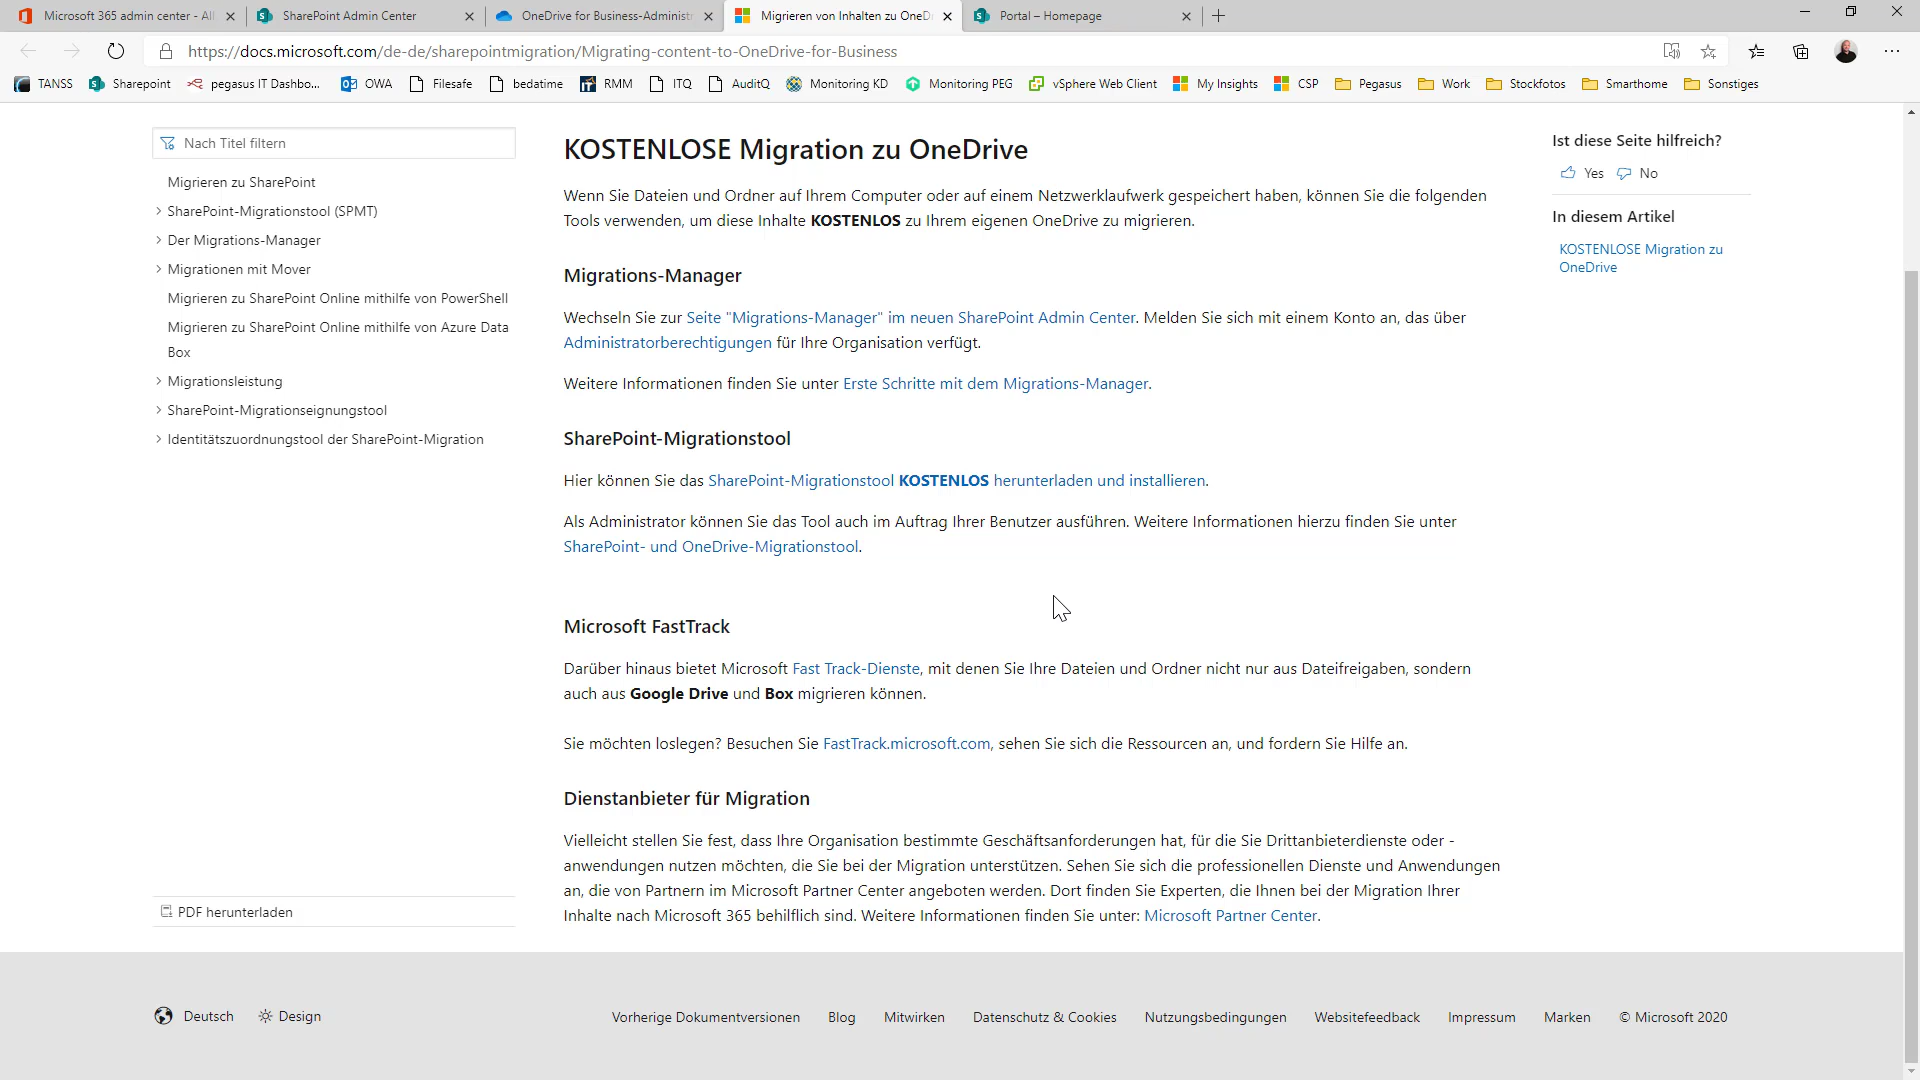 Microsoft 365 admin center - All
SharePoint Admin Center
OneDrive for Business-Administr
Migrieren von Inhalten zu OneD
Portal – Homepage
https://docs.microsoft.com/de-de/sharepointmigration/Migrating-content-to-OneDrive-for-Business
TANSS
Sharepoint
pegasus IT Dashbo...
OWA
Filesafe
bedatime
RMM
ITQ
AuditQ
Monitoring KD
Monitoring PEG
vSphere Web Client
My Insights
CSP
Pegasus
Work
Stockfotos
Smarthome
Sonstiges
Nach Titel filtern
Migrieren zu SharePoint
SharePoint-Migrationstool (SPMT)
Der Migrations-Manager
Migrationen mit Mover
Migrieren zu SharePoint Online mithilfe von PowerShell
Migrieren zu SharePoint Online mithilfe von Azure Data
Box
Migrationsleistung
SharePoint-Migrationseignungstool
Identitätszuordnungstool der SharePoint-Migration
PDF herunterladen
KOSTENLOSE Migration zu OneDrive
Wenn Sie Dateien und Ordner auf Ihrem Computer oder auf einem Netzwerklaufwerk gespeichert haben, können Sie die folgenden
Tools verwenden, um diese Inhalte KOSTENLOS zu Ihrem eigenen OneDrive zu migrieren.
Migrations-Manager
Wechseln Sie zur Seite "Migrations-Manager" im neuen SharePoint Admin Center. Melden Sie sich mit einem Konto an, das über
Administratorberechtigungen für Ihre Organisation verfügt.
Weitere Informationen finden Sie unter Erste Schritte mit dem Migrations-Manager.
SharePoint-Migrationstool
Hier können Sie das SharePoint-Migrationstool KOSTENLOS herunterladen und installieren.
Als Administrator können Sie das Tool auch im Auftrag Ihrer Benutzer ausführen. Weitere Informationen hierzu finden Sie unter
SharePoint- und OneDrive-Migrationstool.
Microsoft FastTrack
Darüber hinaus bietet Microsoft Fast Track-Dienste, mit denen Sie Ihre Dateien und Ordner nicht nur aus Dateifreigaben, sondern
auch aus Google Drive und Box migrieren können.
Sie möchten loslegen? Besuchen Sie FastTrack.microsoft.com, sehen Sie sich die Ressourcen an, und fordern Sie Hilfe an.
Dienstanbieter für Migration
Vielleicht stellen Sie fest, dass Ihre Organisation bestimmte Geschäftsanforderungen hat, für die Sie Drittanbieterdienste oder -
anwendungen nutzen möchten, die Sie bei der Migration unterstützen. Sehen Sie sich die professionellen Dienste und Anwendungen
an, die von Partnern im Microsoft Partner Center angeboten werden. Dort finden Sie Experten, die Ihnen bei der Migration Ihrer
Inhalte nach Microsoft 365 behilflich sind. Weitere Informationen finden Sie unter: Microsoft Partner Center.
Ist diese Seite hilfreich?
Yes
No
In diesem Artikel
KOSTENLOSE Migration zu
OneDrive
Deutsch
Design
Vorherige Dokumentversionen
Blog
Mitwirken
Datenschutz & Cookies
Nutzungsbedingungen
Websitefeedback
Impressum
Marken
© Microsoft 2020